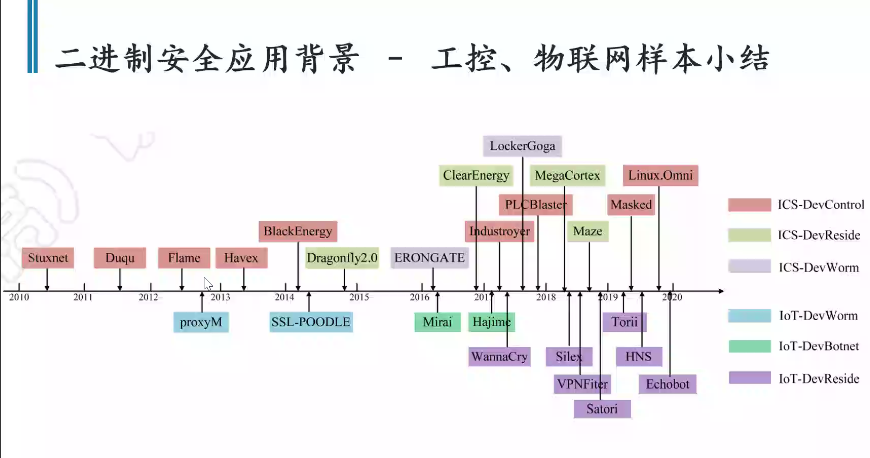 二进制安全应用背景 - 工控、物联网样本小结
LockerGoga
ClearEnergy
MegaCortex
Linux.Omni
PLCBlaster
Masked
ICS-DevControl
BlackEnergy
Industroyer
Maze
ICS-DevReside
Stuxnet
Duqu
Flame
Havex
Dragonfly2.0
ERONGATE
ICS-DevWorm
2010
2011
2012
2013
2014
2015
2016
2017
2018
2019
2020
proxyM
SSL-POODLE
Mirai
Hajime
Torii
IoT-DevWorm
IoT-DevBotnet
WannaCry
Silex
HNS
IoT-DevReside
VPNFiter
Echobot
Satori